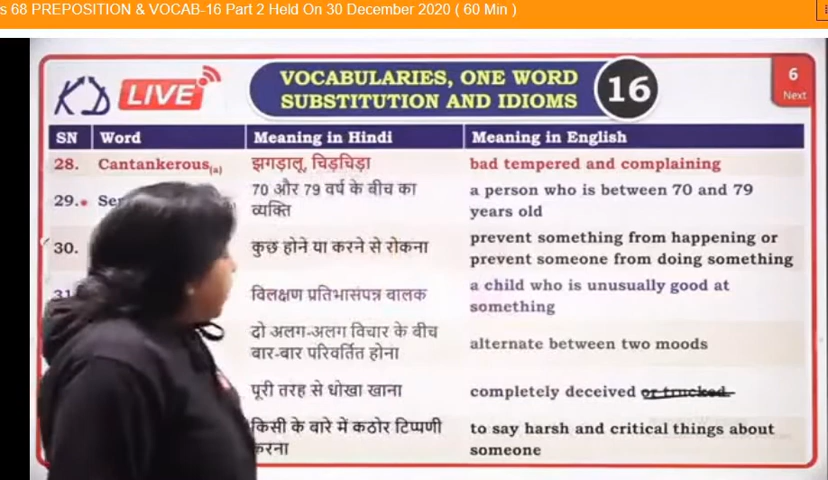 s 68 PREPOSITION & VOCAB-16 Part 2 Held On 30 December 2020 ( 60 Min )
KD LIVE
VOCABULARIES, ONE WORD
SUBSTITUTION AND IDIOMS
16
6
Next
SN Word Meaning in Hindi Meaning in English
28. Cantankerous(a) झगड़ालू, चिड़चिड़ा bad tempered and complaining
29. 70 और 79 वर्ष के बीच का a person who is between 70 and 79
व्यक्ति years old
30. कुछ होने या करने से रोकना prevent something from happening or
prevent someone from doing something
31 विलक्षण प्रतिभासंपन्न बालक a child who is unusually good at
something
दो अलग-अलग विचार के बीच
बार-बार परिवर्तित होना alternate between two moods
पूरी तरह से धोखा खाना completely deceived or trucked
किसी के बारे में कठोर टिप्पणी to say harsh and critical things about
करना someone